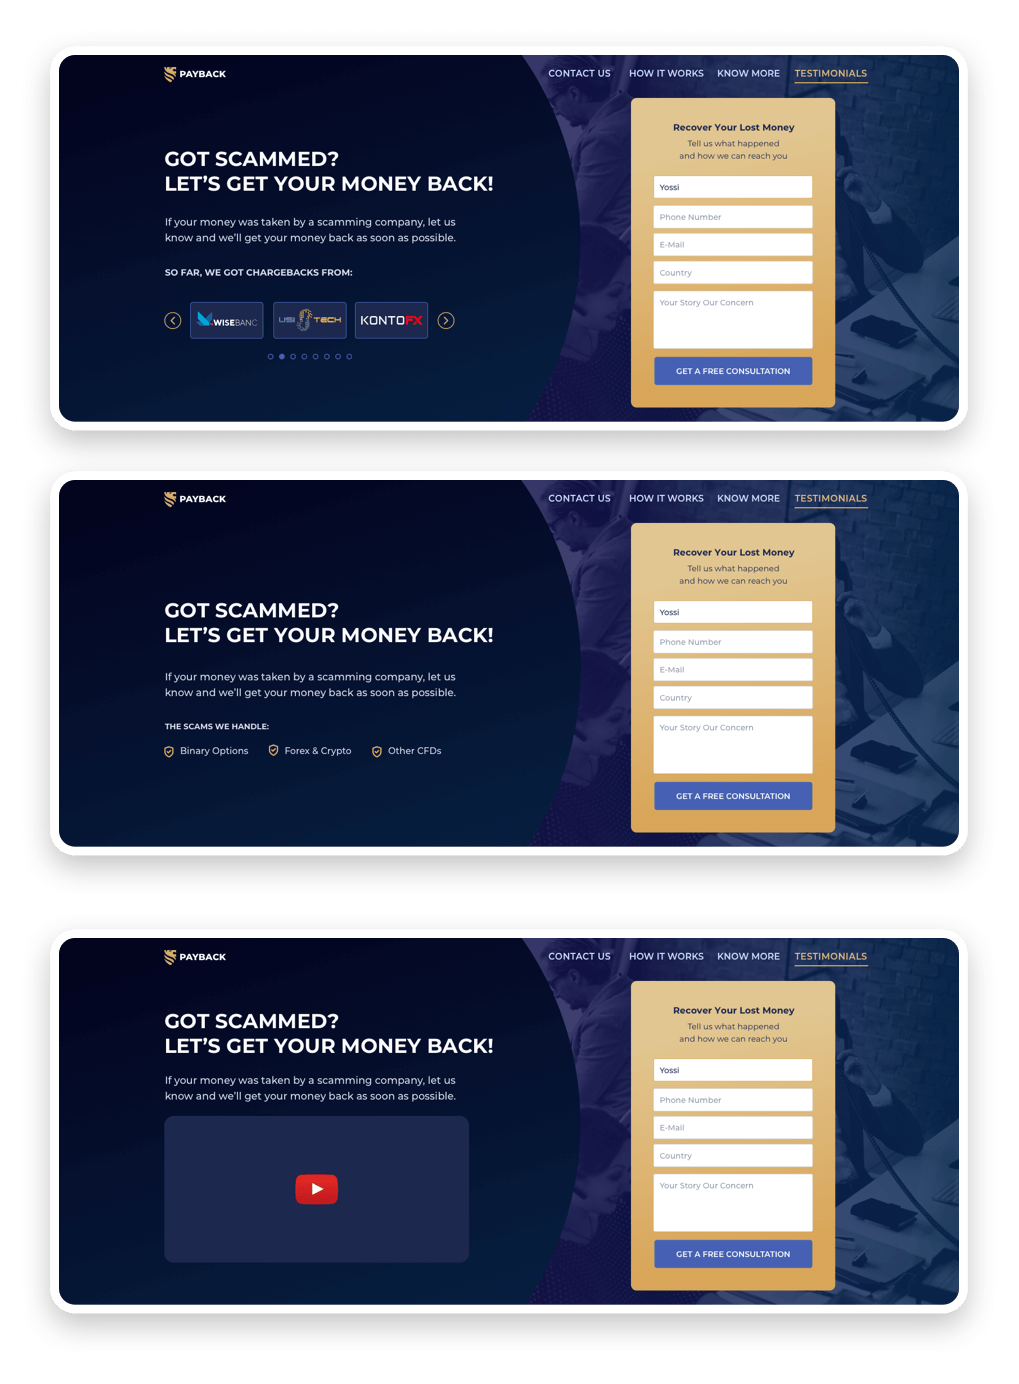 PAYBACK
CONTACT US HOW IT WORKS KNOW MORE TESTIMONIALS
GOT SCAMMED?
LET’S GET YOUR MONEY BACK!
If your money was taken by a scamming company, let us
know and we’ll get your money back as soon as possible.
SO FAR, WE GOT CHARGEBACKS FROM:
WISEBANC
USI TECH
KONTOFX
Recover Your Lost Money
Tell us what happened
and how we can reach you
Yossi
Phone Number
E-Mail
Country
Your Story Our Concern
GET A FREE CONSULTATION
PAYBACK
CONTACT US HOW IT WORKS KNOW MORE TESTIMONIALS
GOT SCAMMED?
LET’S GET YOUR MONEY BACK!
If your money was taken by a scamming company, let us
know and we’ll get your money back as soon as possible.
THE SCAMS WE HANDLE:
Binary Options Forex & Crypto Other CFDs
Recover Your Lost Money
Tell us what happened
and how we can reach you
Yossi
Phone Number
E-Mail
Country
Your Story Our Concern
GET A FREE CONSULTATION
PAYBACK
CONTACT US HOW IT WORKS KNOW MORE TESTIMONIALS
GOT SCAMMED?
LET’S GET YOUR MONEY BACK!
If your money was taken by a scamming company, let us
know and we’ll get your money back as soon as possible.
Recover Your Lost Money
Tell us what happened
and how we can reach you
Yossi
Phone Number
E-Mail
Country
Your Story Our Concern
GET A FREE CONSULTATION